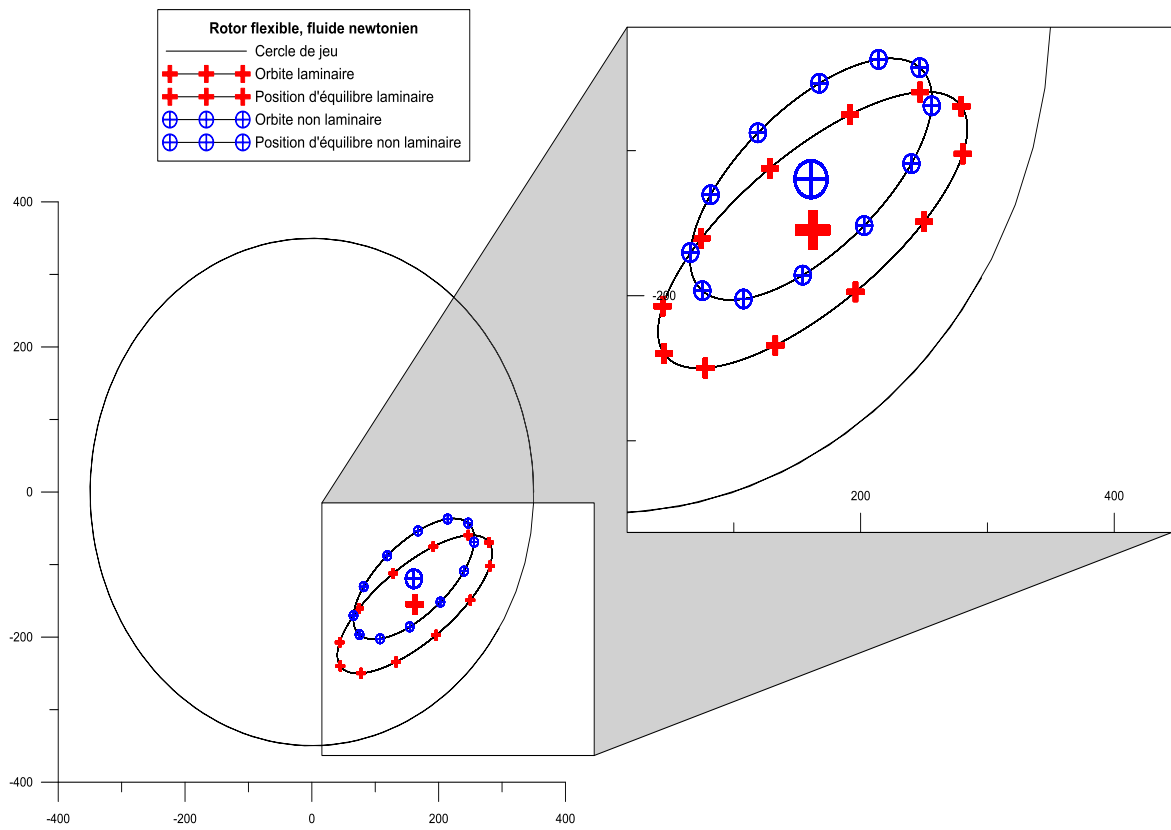 Rotor flexible, fluide newtonien
Cercle de jeu
Orbite laminaire
Position d'équilibre laminaire
Orbite non laminaire
Position d'équilibre non laminaire
400
200
0
-200
-400
-400
-200
0
200
400
-200
200
400